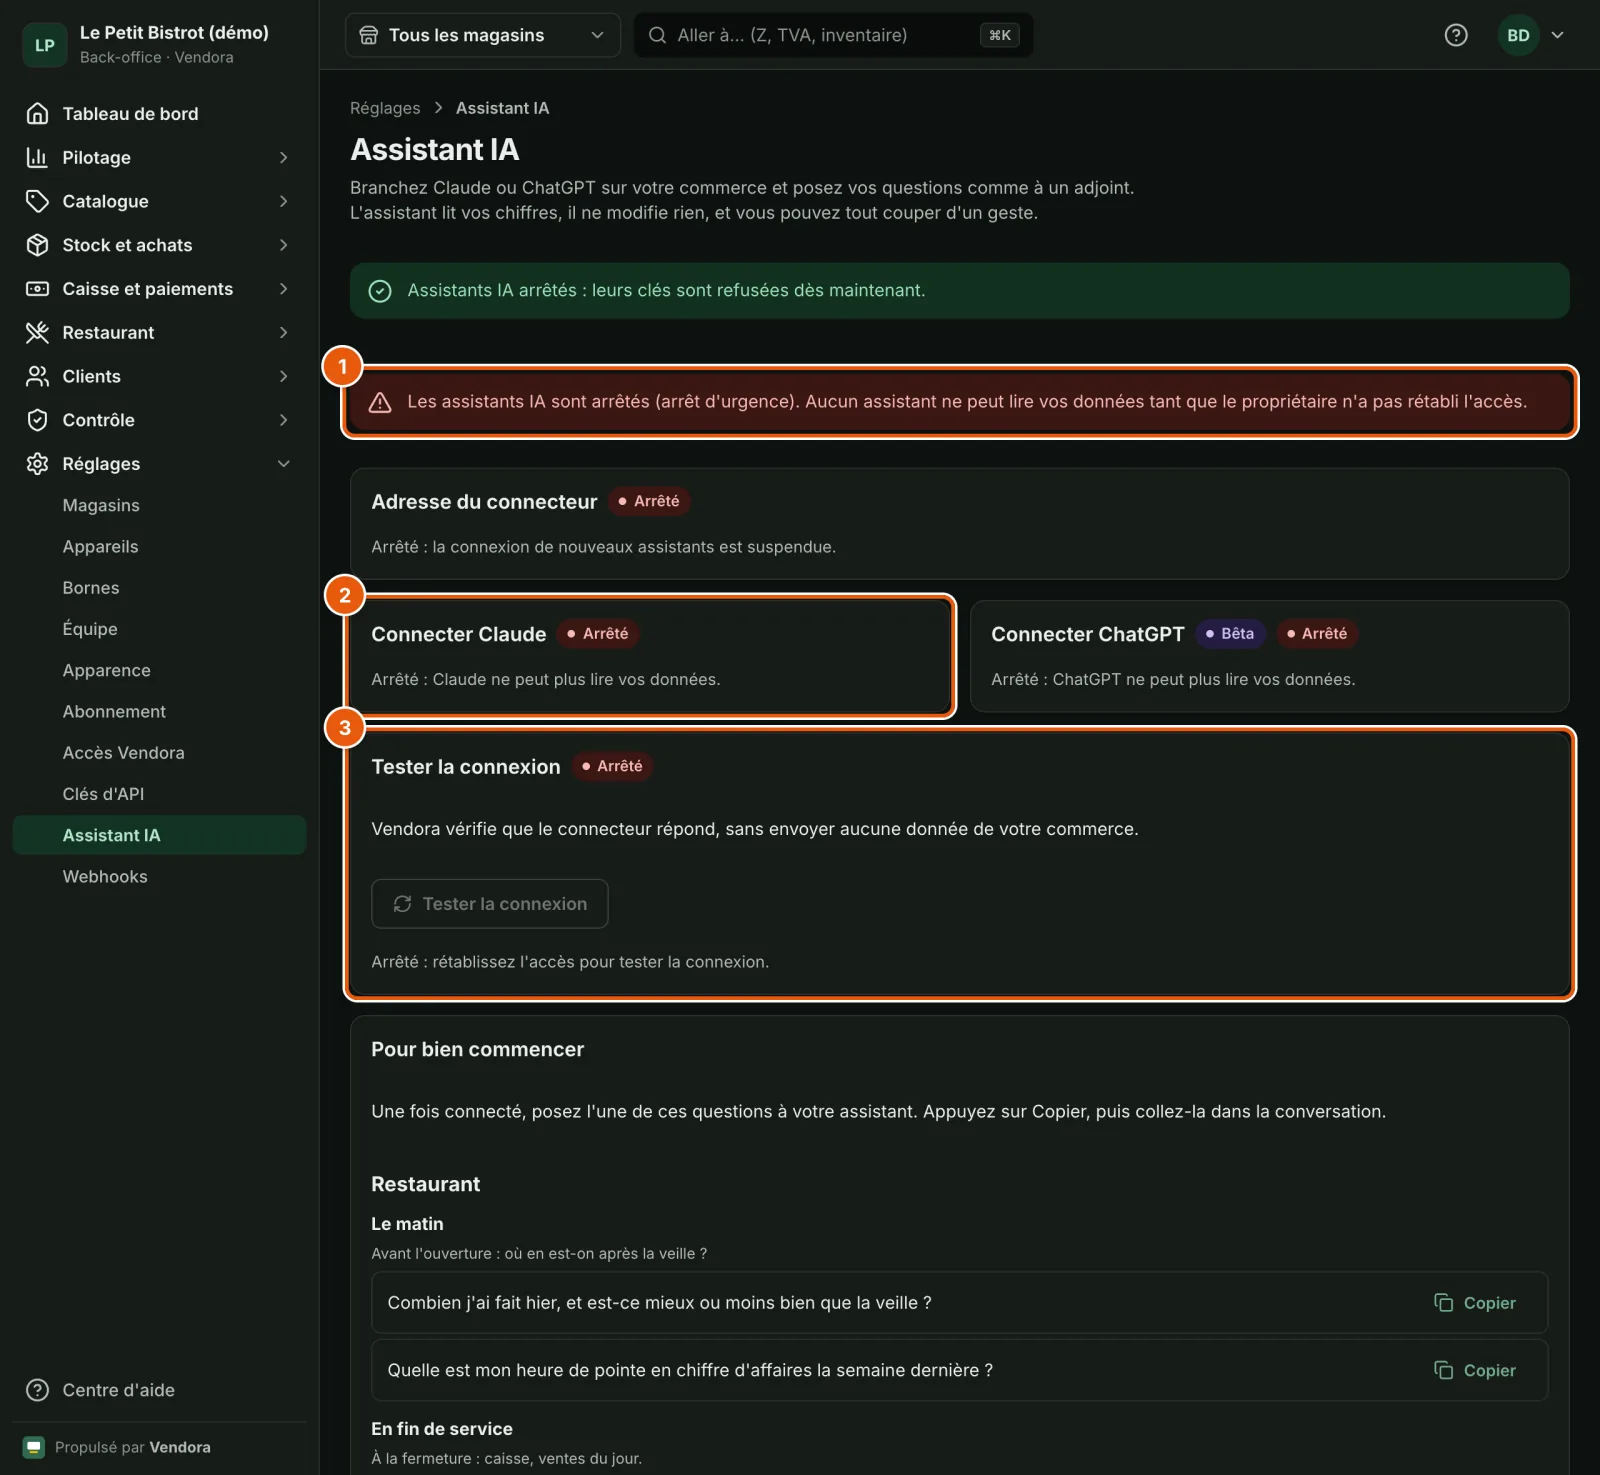 LP
Le Petit Bistrot (démo)
Back-office · Vendora
Tous les magasins
Aller à... (Z, TVA, inventaire)
⌘K
BD
Tableau de bord
Pilotage
Catalogue
Stock et achats
Caisse et paiements
Restaurant
Clients
Contrôle
Réglages
Magasins
Appareils
Bornes
Équipe
Apparence
Abonnement
Accès Vendora
Clés d'API
Assistant IA
Webhooks
Centre d'aide
Propulsé par Vendora
Réglages > Assistant IA
Assistant IA
Branchez Claude ou ChatGPT sur votre commerce et posez vos questions comme à un adjoint.
L'assistant lit vos chiffres, il ne modifie rien, et vous pouvez tout couper d'un geste.
Assistants IA arrêtés : leurs clés sont refusées dès maintenant.
1
Les assistants IA sont arrêtés (arrêt d'urgence). Aucun assistant ne peut lire vos données tant que le propriétaire n'a pas rétabli l'accès.
Adresse du connecteur
Arrêté
Arrêté : la connexion de nouveaux assistants est suspendue.
2
Connecter Claude
Arrêté
Arrêté : Claude ne peut plus lire vos données.
Connecter ChatGPT
Bêta
Arrêté
Arrêté : ChatGPT ne peut plus lire vos données.
3
Tester la connexion
Arrêté
Vendora vérifie que le connecteur répond, sans envoyer aucune donnée de votre commerce.
Tester la connexion
Arrêté : rétablissez l'accès pour tester la connexion.
Pour bien commencer
Une fois connecté, posez l'une de ces questions à votre assistant. Appuyez sur Copier, puis collez-la dans la conversation.
Restaurant
Le matin
Avant l'ouverture : où en est-on après la veille ?
Combien j'ai fait hier, et est-ce mieux ou moins bien que la veille ?
Copier
Quelle est mon heure de pointe en chiffre d'affaires la semaine dernière ?
Copier
En fin de service
À la fermeture : caisse, ventes du jour.